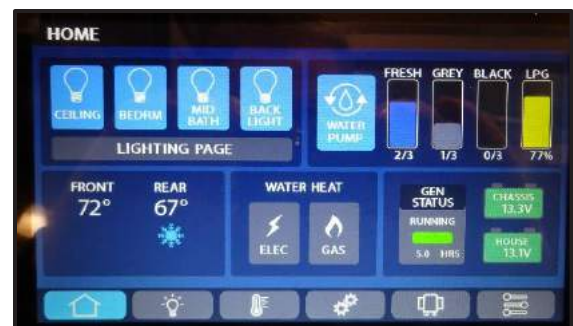 HOME
CEILING
BEDRM
MID
BATH
BACK
LIGHT
LIGHTING PAGE
WATER
PUMP
FRESH GREY BLACK LPG
2/3 1/3 0/3 77%
FRONT REAR
72° 67°
WATER HEAT
ELEC GAS
GEN
STATUS
RUNNING
5.0 HRS
CHASSIS
13.3V
HOUSE
13.1V